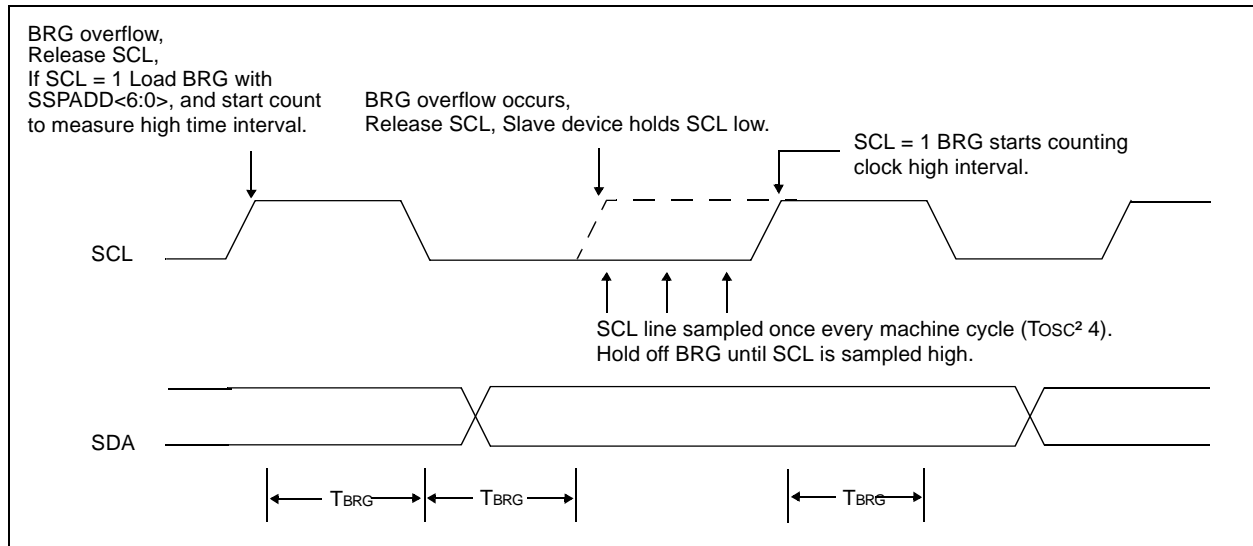 BRG overflow,
Release SCL,
If SCL = 1 Load BRG with
SSPADD<6:0>, and start count
to measure high time interval.
BRG overflow occurs,
Release SCL, Slave device holds SCL low.
SCL = 1 BRG starts counting
clock high interval.
SCL
SCL line sampled once every machine cycle (TOSC² 4).
Hold off BRG until SCL is sampled high.
SDA
TBRG
TBRG
TBRG